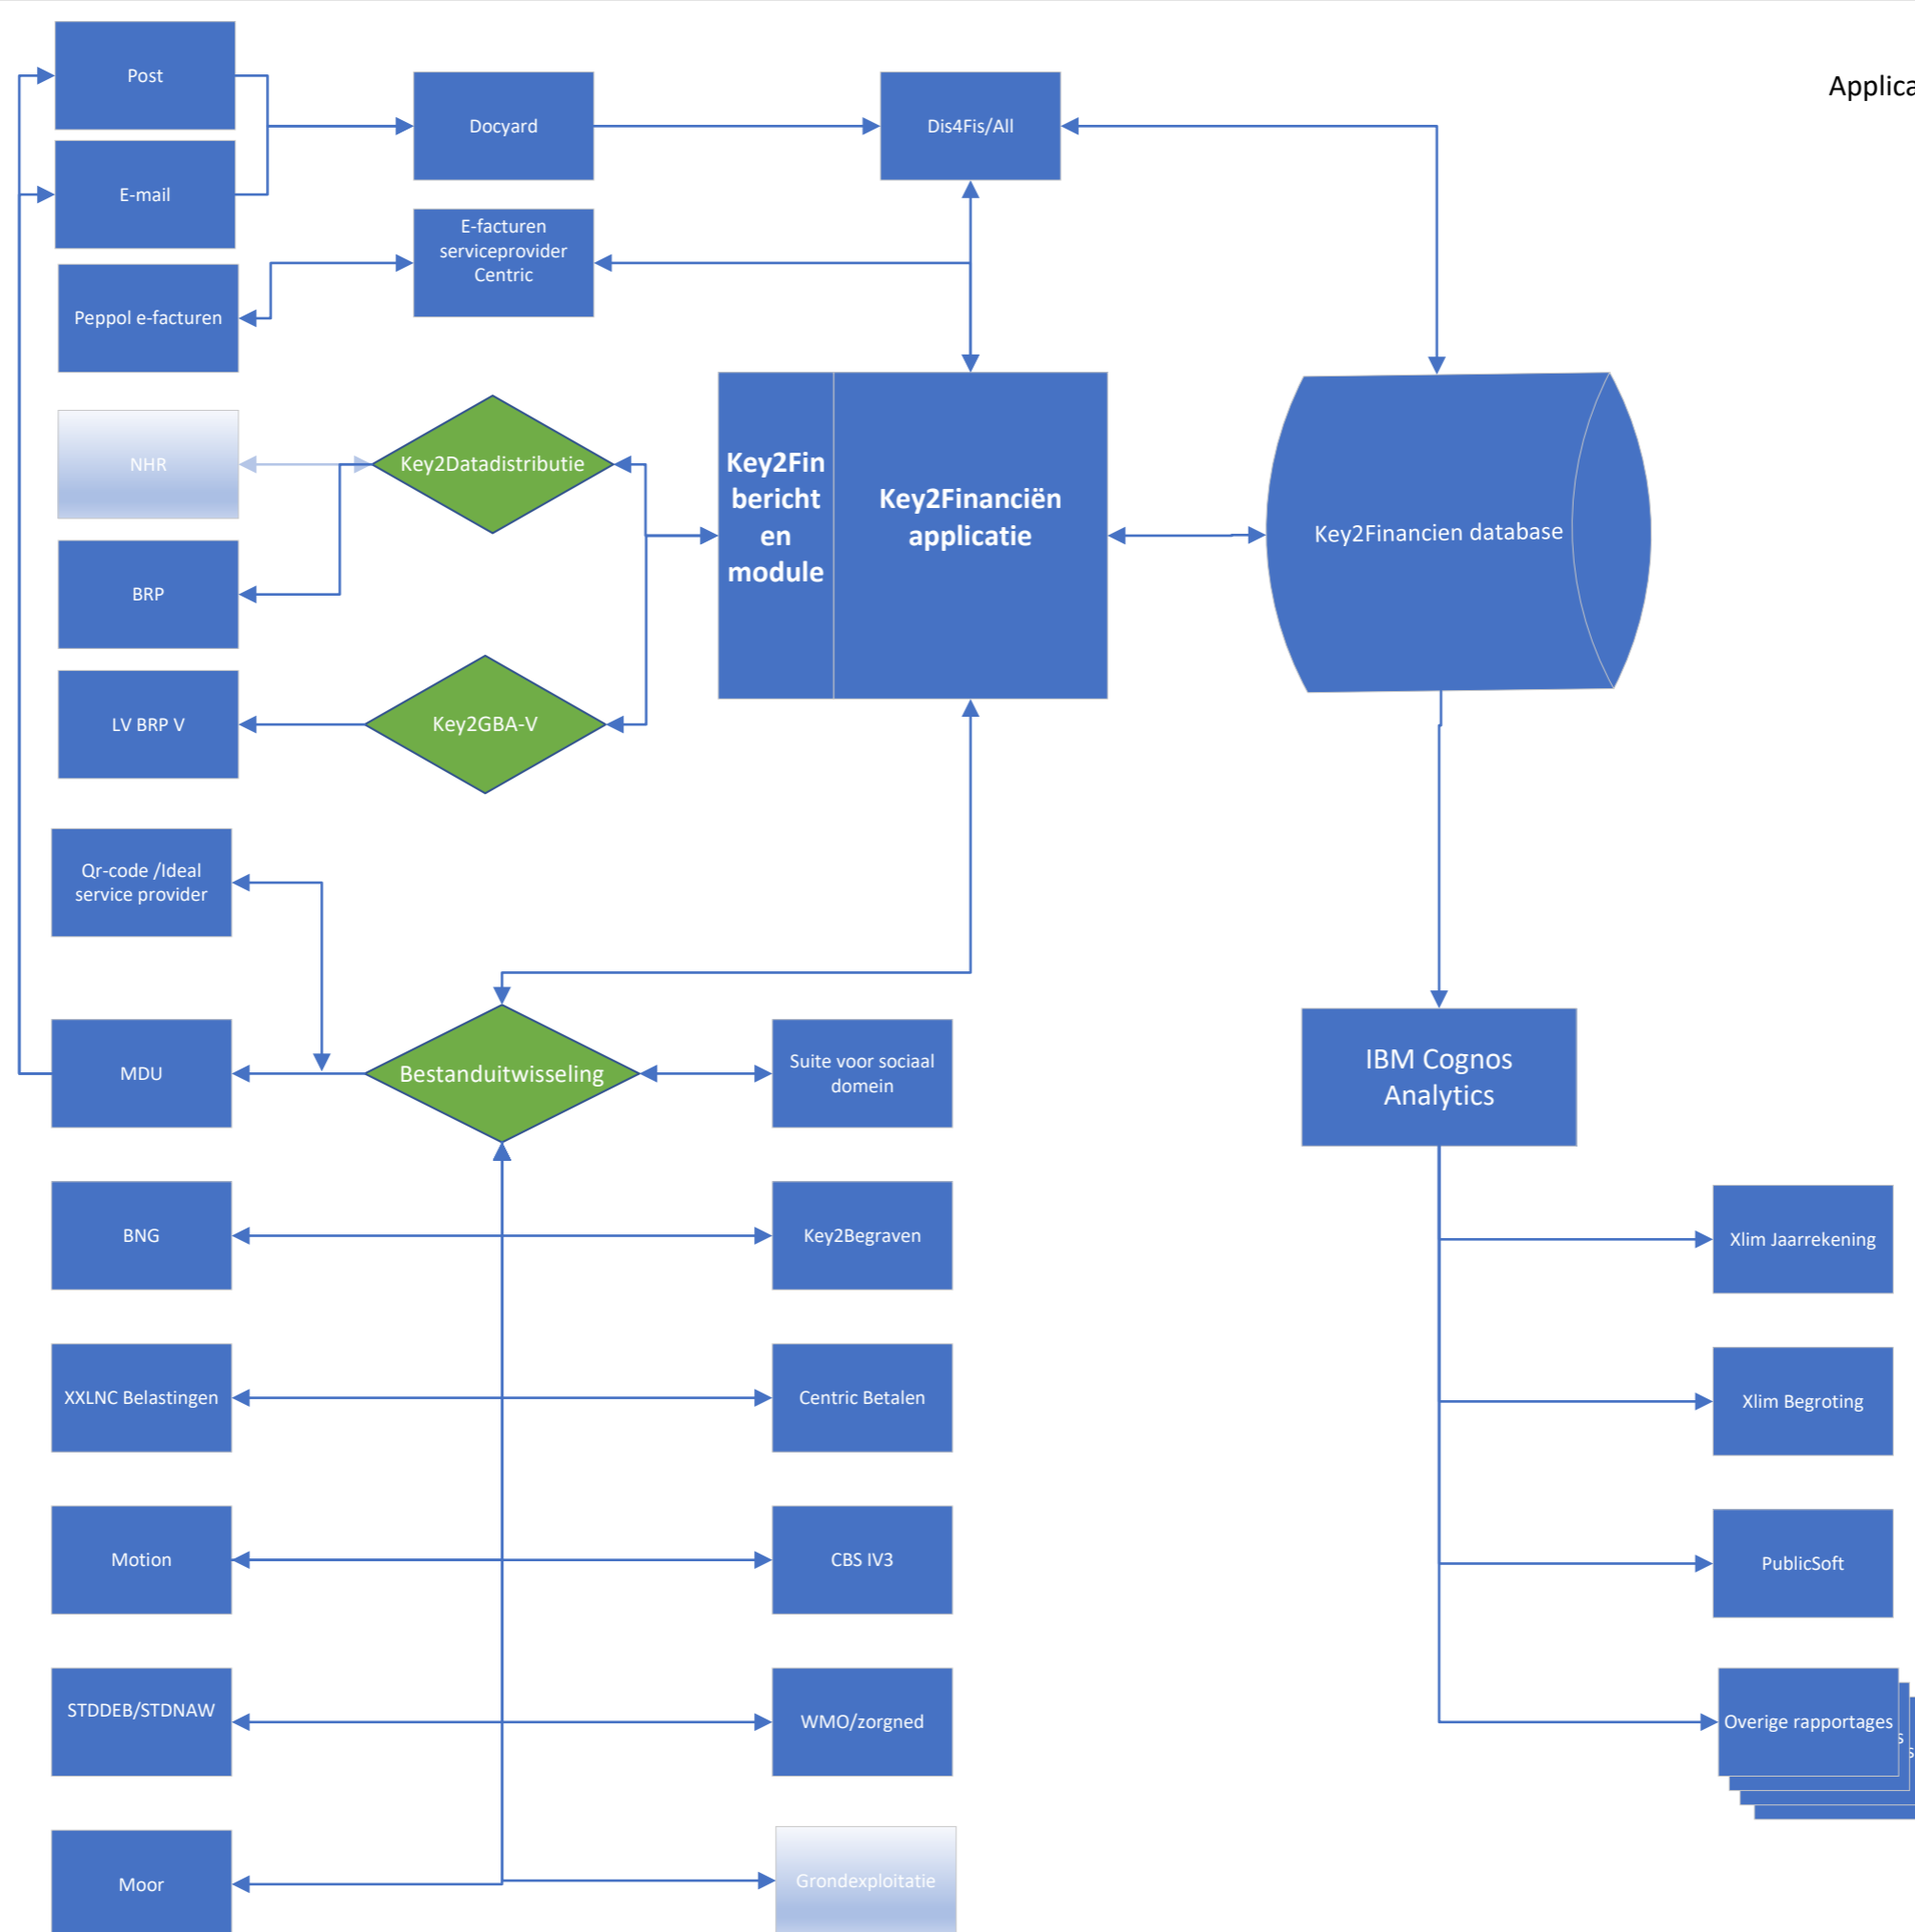 Post
Applica
Docyard
Dis4Fis/All
E-mail
E-facturen
serviceprovider
Centric
Peppol e-facturen
NHR
Key2Datadistributie
Key2Fin
bericht
en
module
Key2Financiën
applicatie
Key2Financien database
BRP
LV BRP V
Key2GBA-V
Qr-code /Ideal
service provider
MDU
Bestanduitwisseling
Suite voor sociaal
domein
IBM Cognos
Analytics
BNG
Key2Begraven
Xlim Jaarrekening
XXLNC Belastingen
Centric Betalen
Xlim Begroting
Motion
CBS IV3
PublicSoft
STDDEB/STDNAW
WMO/zorgned
Overige rapportages
s
s
Moor
Grondexploitatie